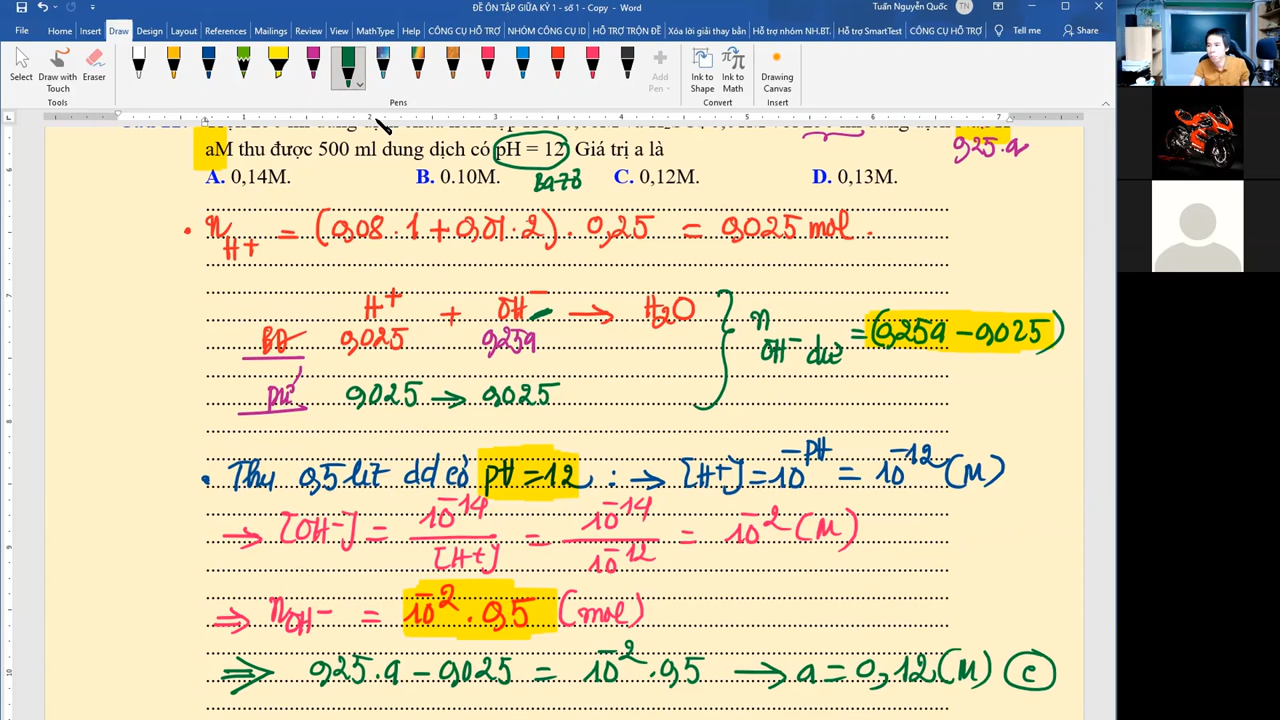 ĐỀ ÔN TẬP GIỮA KỲ 1 - số 1 - Copy - Word
Tuấn Nguyễn Quốc TN
File Home Insert Draw Design Layout References Mailings Review View MathType Help CÔNG CỤ HỖ TRỢ NHÓM CÔNG CỤ ID HỖ TRỢ TRỘN ĐỀ Xóa lời giải thay bằn Hỗ trợ nhóm NH.BT. Hỗ trợ SmartTest Hỗ trợ chương trình Tell me Share
Select Draw with Touch Eraser Add Pen Ink to Shape Ink to Math Drawing Canvas
Tools Pens Convert Insert
0,25.a
aM thu được 500 ml dung dịch có pH = 12. Giá trị a là
A. 0,14M. B. 0.10M. C. 0,12M. D. 0,13M.
bazơ
• n H+ = (0,08 . 1 + 0,01 . 2) . 0,25 = 0,025 mol.
H+ + OH- → H2O
BĐ 0,025 0,25a
n OH- dư = (0,25a - 0,025)
pư 0,025 → 0,025
• Thu 0,5 lít dd có pH = 12 : → [H+] = 10^-pH = 10^-12 (M)
→ [OH-] = 10^-14 / [H+] = 10^-14 / 10^-12 = 10^-2 (M)
⇒ nOH- = 10^-2 . 0,5 (mol)
⇒ 0,25.a - 0,025 = 10^-2 . 0,5 → a = 0,12 (M) C